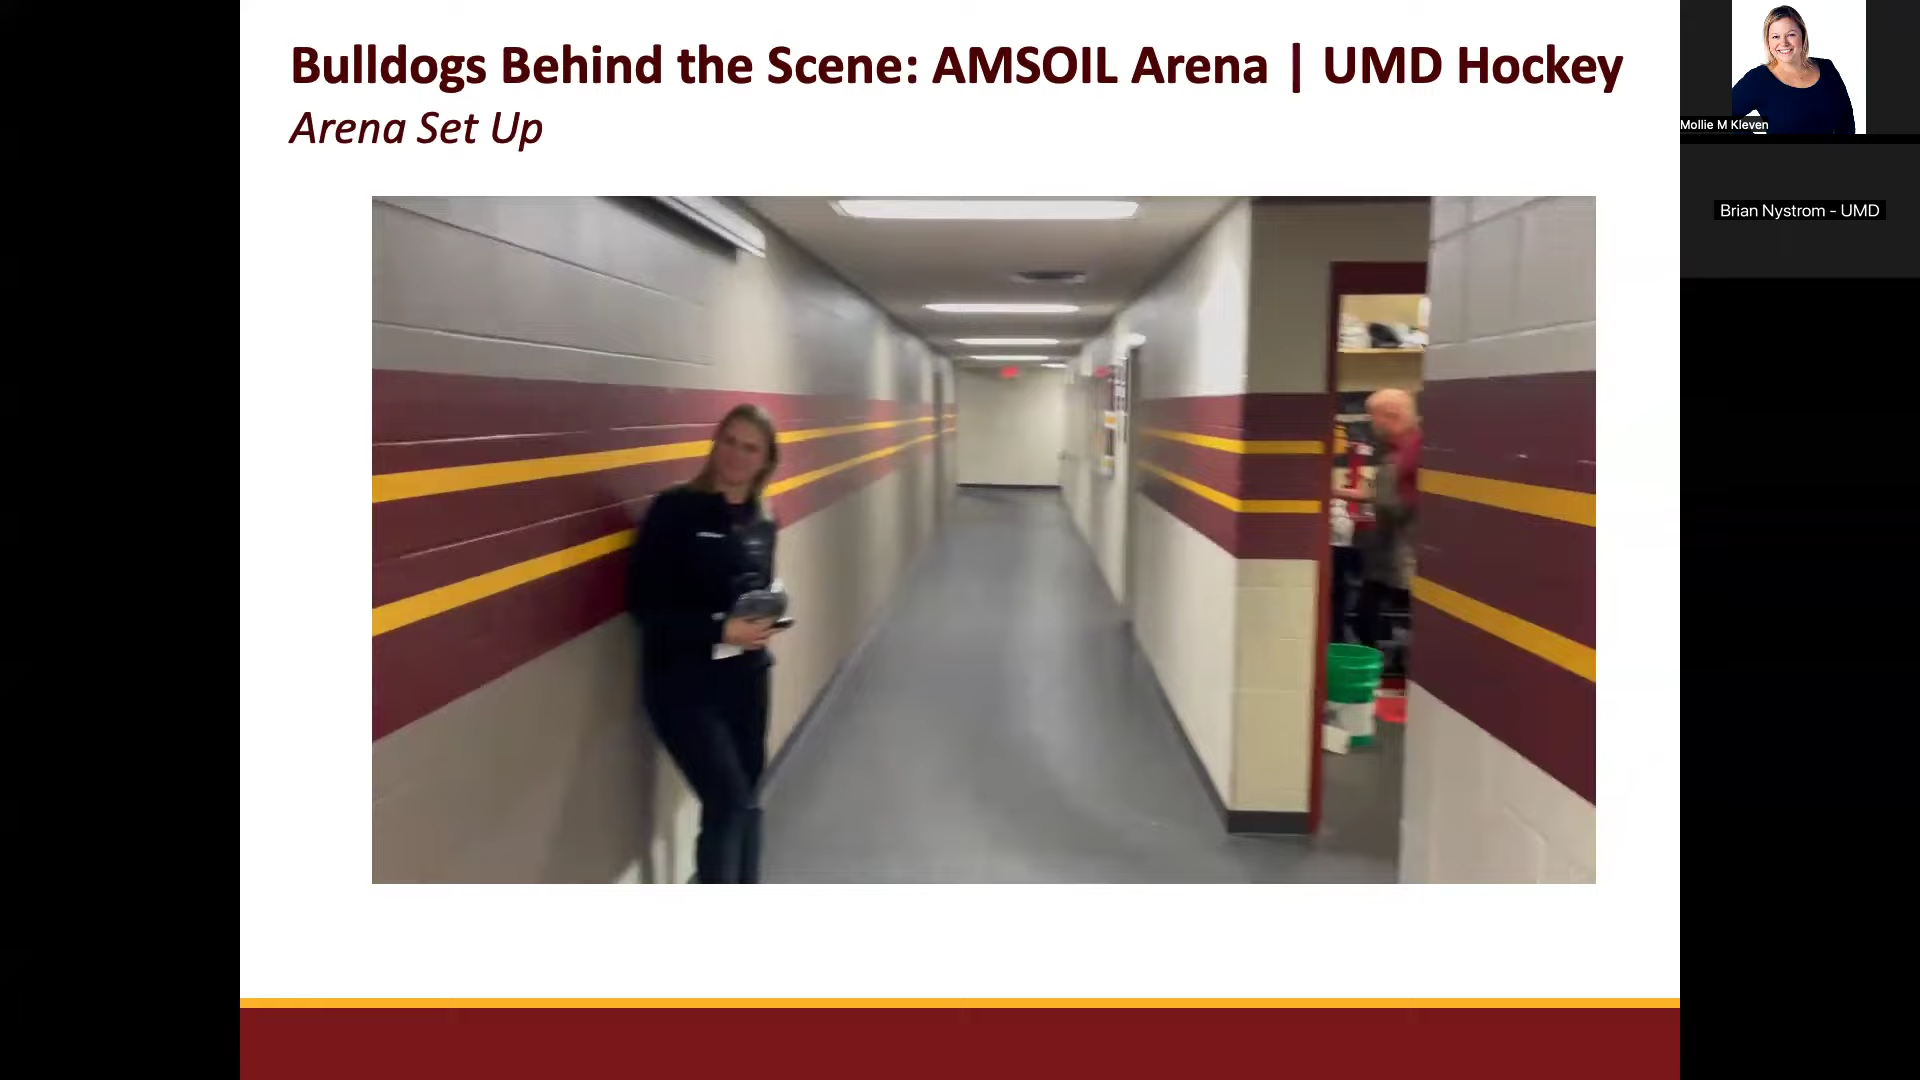 Bulldogs Behind the Scene: AMSOIL Arena | UMD Hockey
Arena Set Up
Mollie M Kleven
Brian Nystrom - UMD